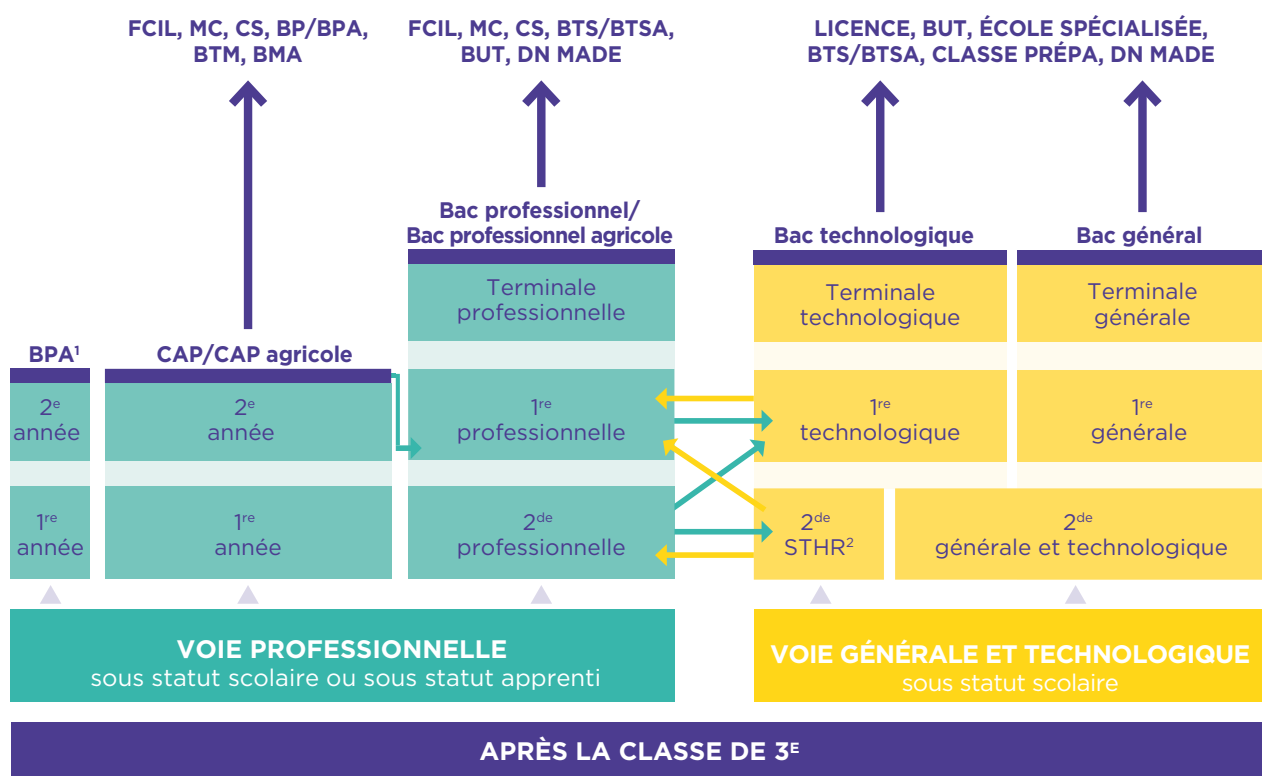 FCIL, MC, CS, BP/BPA,
BTM, BMA
FCIL, MC, CS, BTS/BTSA,
BUT, DN MADE
LICENCE, BUT, ÉCOLE SPÉCIALISÉE,
BTS/BTSA, CLASSE PRÉPA, DN MADE
Bac professionnel/
Bac professionnel agricole
Bac technologique
Bac général
Terminale
professionnelle
Terminale
technologique
Terminale
générale
BPA¹
CAP/CAP agricole
2e
année
2e
année
1re
professionnelle
1re
technologique
1re
générale
1re
année
1re
année
2de
professionnelle
2de
STHR²
2de
générale et technologique
VOIE PROFESSIONNELLE
sous statut scolaire ou sous statut apprenti
VOIE GÉNÉRALE ET TECHNOLOGIQUE
sous statut scolaire
APRÈS LA CLASSE DE 3E